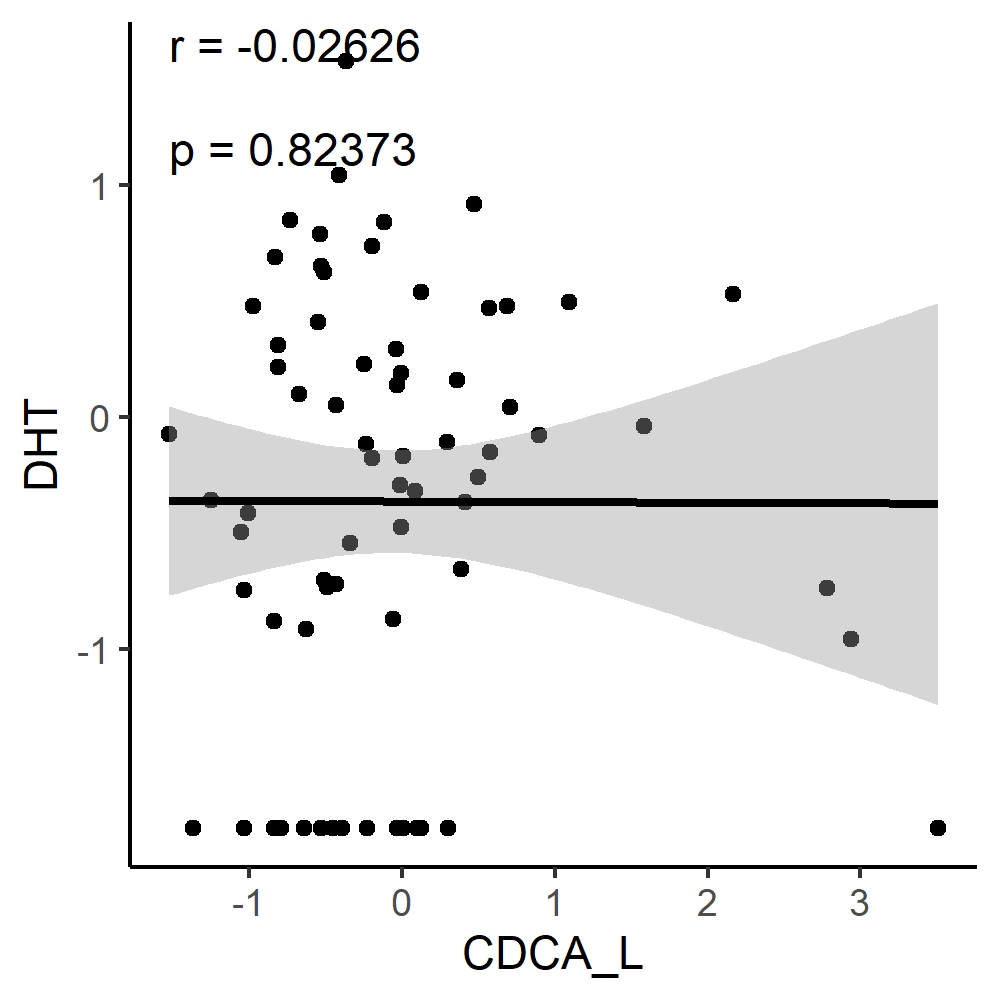 r = -0.02626
p = 0.82373
1
0
-1
DHT
-1 0 1 2 3
CDCA_L